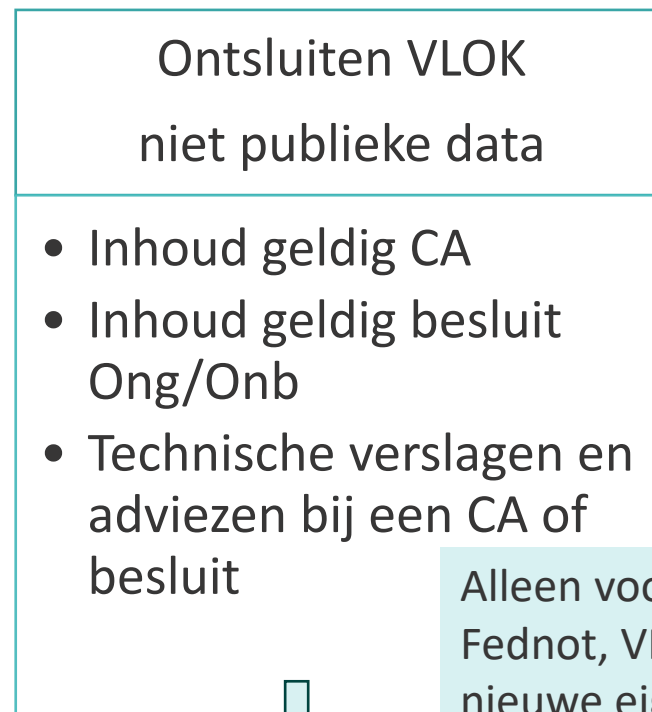 Ontsluiten VLOK
niet publieke data
• Inhoud geldig CA
• Inhoud geldig besluit
Ong/Onb
• Technische verslagen en
adviezen bij een CA of
besluit
Alleen
Fednot,
nieuwe